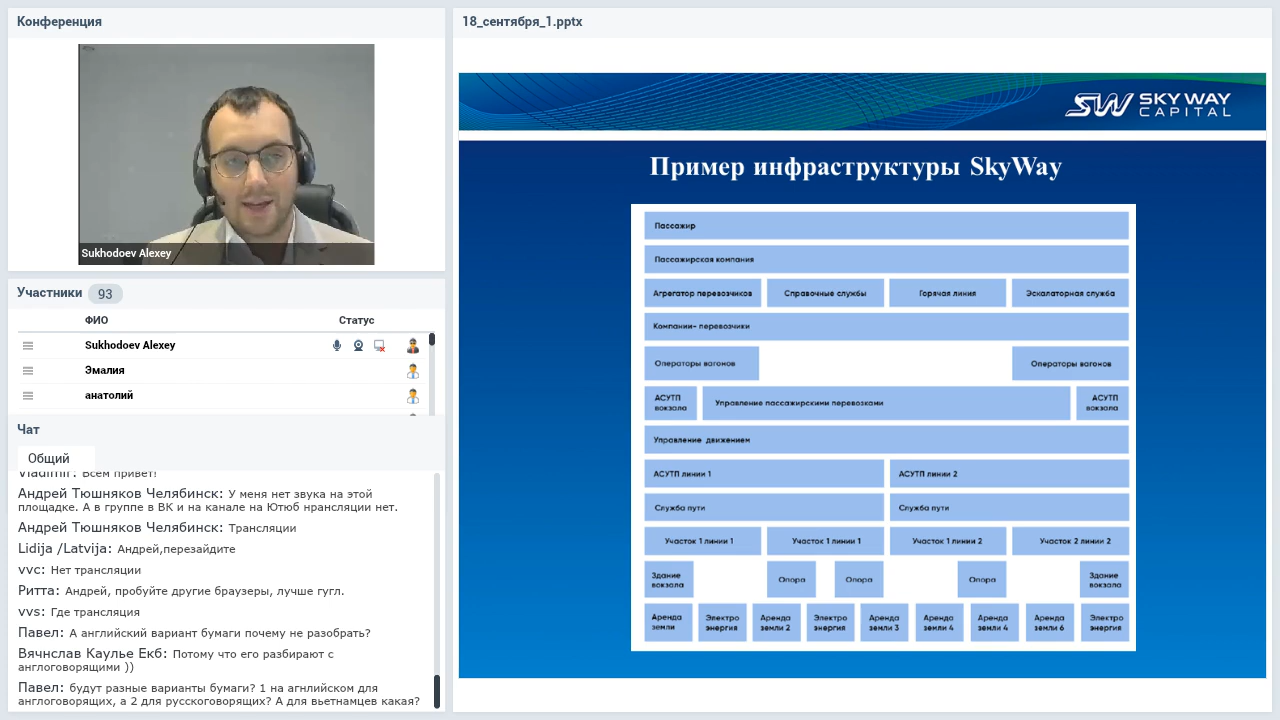 Конференция
Sukhodoev Alexey
Участники 93
ФИО Статус
Sukhodoev Alexey
Эмалия
анатолий
Чат
Общий
Vladimir: Всем привет!
Андрей Тюшняков Челябинск: У меня нет звука на этой
площадке. А в группе в ВК и на канале на Ютюб нрансляции нет.
Андрей Тюшняков Челябинск: Трансляции
Lidija /Latvija: Андрей,перезайдите
vvc: Нет трансляции
Ритта: Андрей, пробуйте другие браузеры, лучше гугл.
vvs: Где трансляция
Павел: А английский вариант бумаги почему не разобрать?
Вячнслав Каулье Екб: Потому что его разбирают с
англоговорящими ))
Павел: будут разные варианты бумаги? 1 на агнлийском для
англоговорящих, а 2 для русскоговорящих? А для вьетнамцев какая?
18_сентября_1.pptx
SW SKY WAY
CAPITAL
Пример инфраструктуры SkyWay
Пассажир
Пассажирская компания
Агрегатор перевозчиков Справочные службы Горячая линия Эскалаторная служба
Компании- перевозчики
Операторы вагонов Операторы вагонов
АСУТП
вокзала
Управление пассажирскими перевозками
АСУТП
вокзала
Управление движением
АСУТП линии 1 АСУТП линии 2
Служба пути Служба пути
Участок 1 линии 1 Участок 1 линии 1 Участок 1 линии 2 Участок 2 линии 2
Здание
вокзала
Опора Опора Опора
Здание
вокзала
Аренда
земли
Электро
энергия
Аренда
земли 2
Электро
энергия
Аренда
земли 3
Аренда
земли 4
Аренда
земли 4
Аренда
земли 6
Электро
энергия